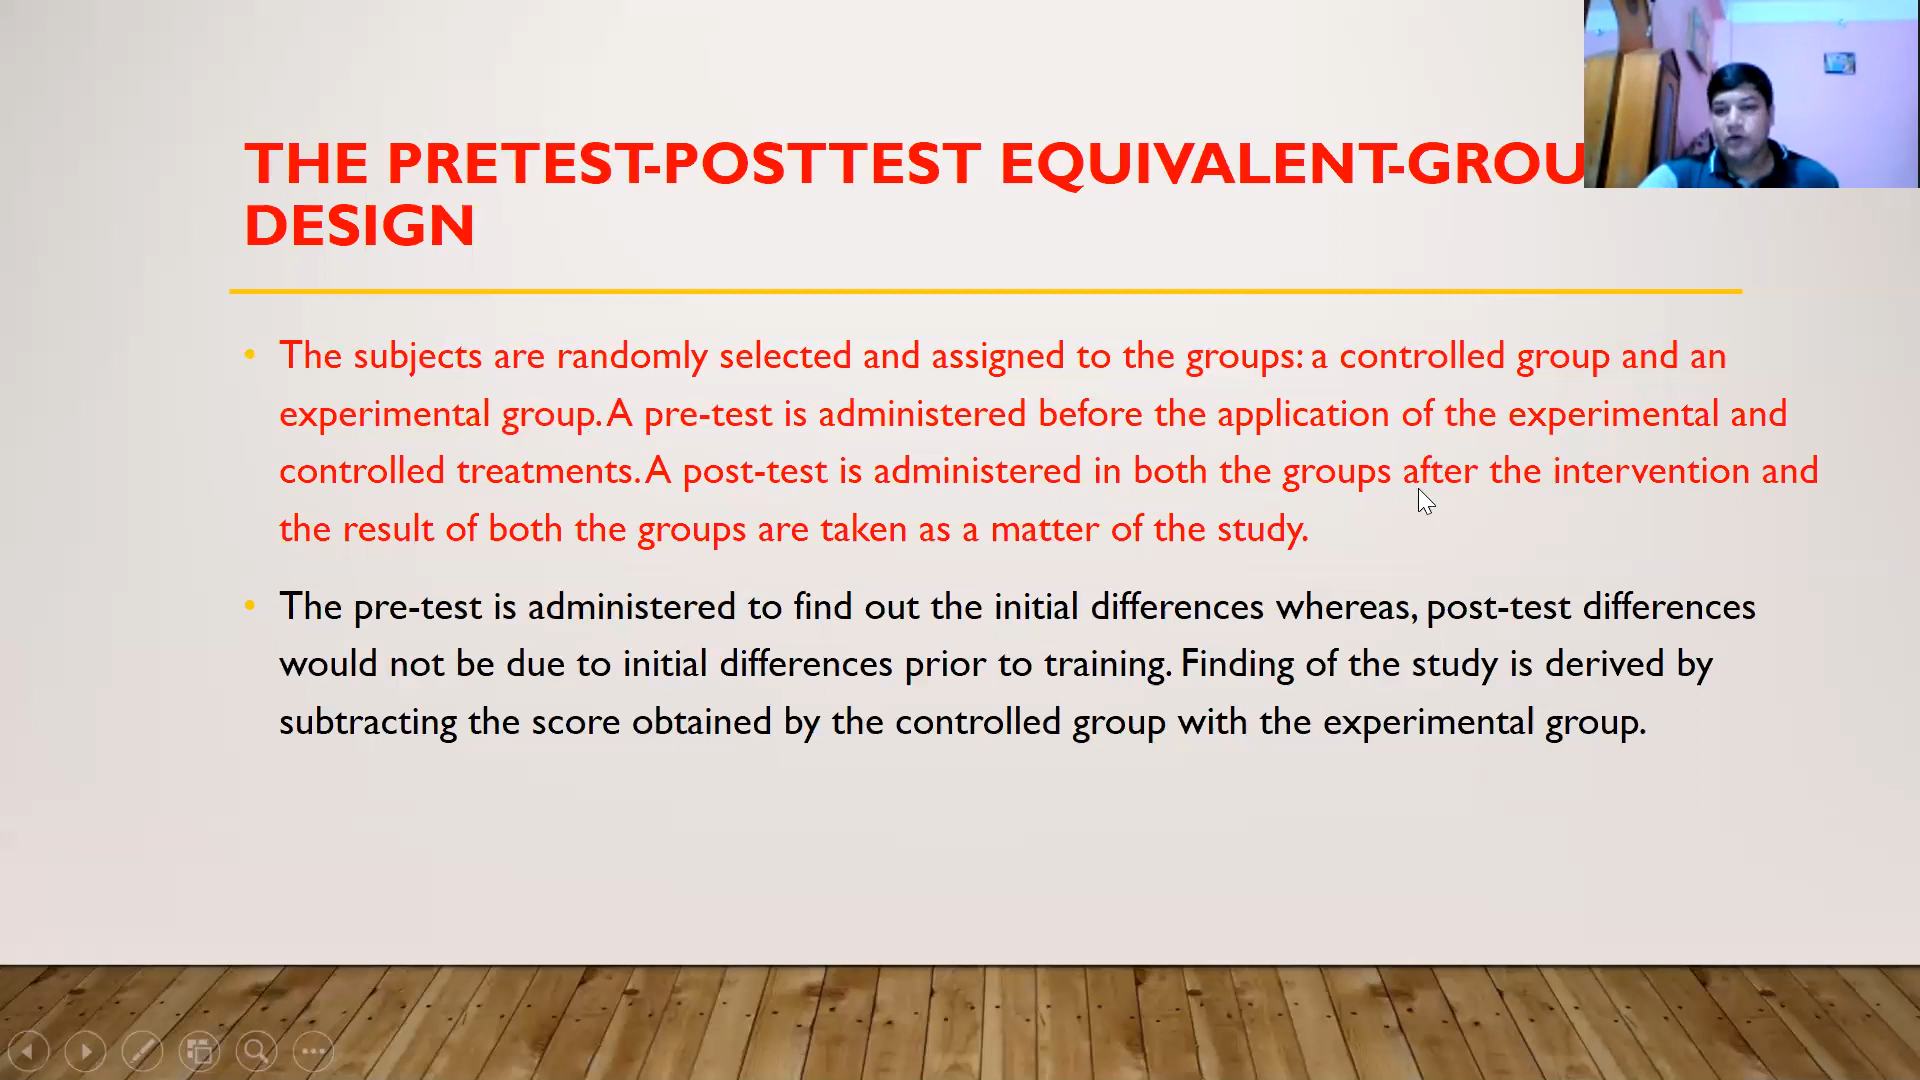 THE PRETEST-POSTTEST EQUIVALENT-GROU
DESIGN
• The subjects are randomly selected and assigned to the groups: a controlled group and an
experimental group. A pre-test is administered before the application of the experimental and
controlled treatments. A post-test is administered in both the groups after the intervention and
the result of both the groups are taken as a matter of the study.
• The pre-test is administered to find out the initial differences whereas, post-test differences
would not be due to initial differences prior to training. Finding of the study is derived by
subtracting the score obtained by the controlled group with the experimental group.